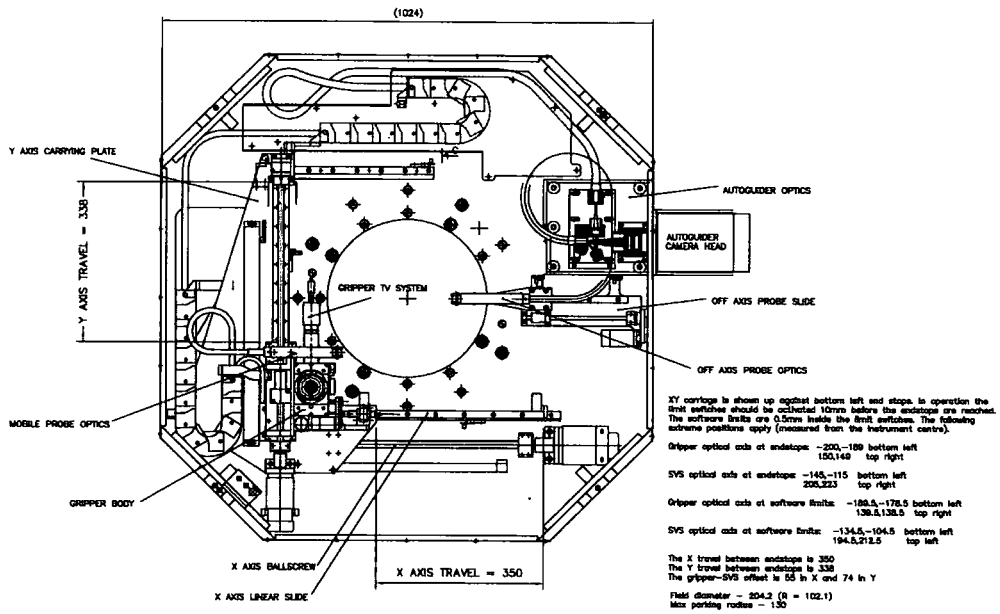 (1024)
Y AXIS CARRYING PLATE
AUTOGUIDER OPTICS
AUTOGUIDER
CAMERA HEAD
Y AXIS TRAVEL = 338
GRIPPER TV SYSTEM
OFF AXIS PROBE SLIDE
OFF AXIS PROBE OPTICS
MOBILE PROBE OPTICS
GRIPPER BODY
X AXIS BALLSCREW
X AXIS LINEAR SLIDE
X AXIS TRAVEL = 350
XY carriage is shown up against bottom left end stops. In operation the
limit switches should be activated 10mm before the endstops are reached.
The software limits are 0.5mm inside the limit switches. The following
extreme positions apply (measured from the instrument centre).
Gripper optical axis at endstops: -200,-189 bottom left
150,149 top right
SVS optical axis at endstops: -145,-115 bottom left
205,223 top right
Gripper optical axis at software limits: -189.5,-178.5 bottom left
139.5,138.5 top right
SVS optical axis at software limits: -134.5,-104.5 bottom left
194.5,212.5 top left
The X travel between endstops is 350
The Y travel between endstops is 338
The gripper-SVS offset is 55 in X and 74 in Y
Field diameter - 204.2 (R = 102.1)
Max parking radius - 130